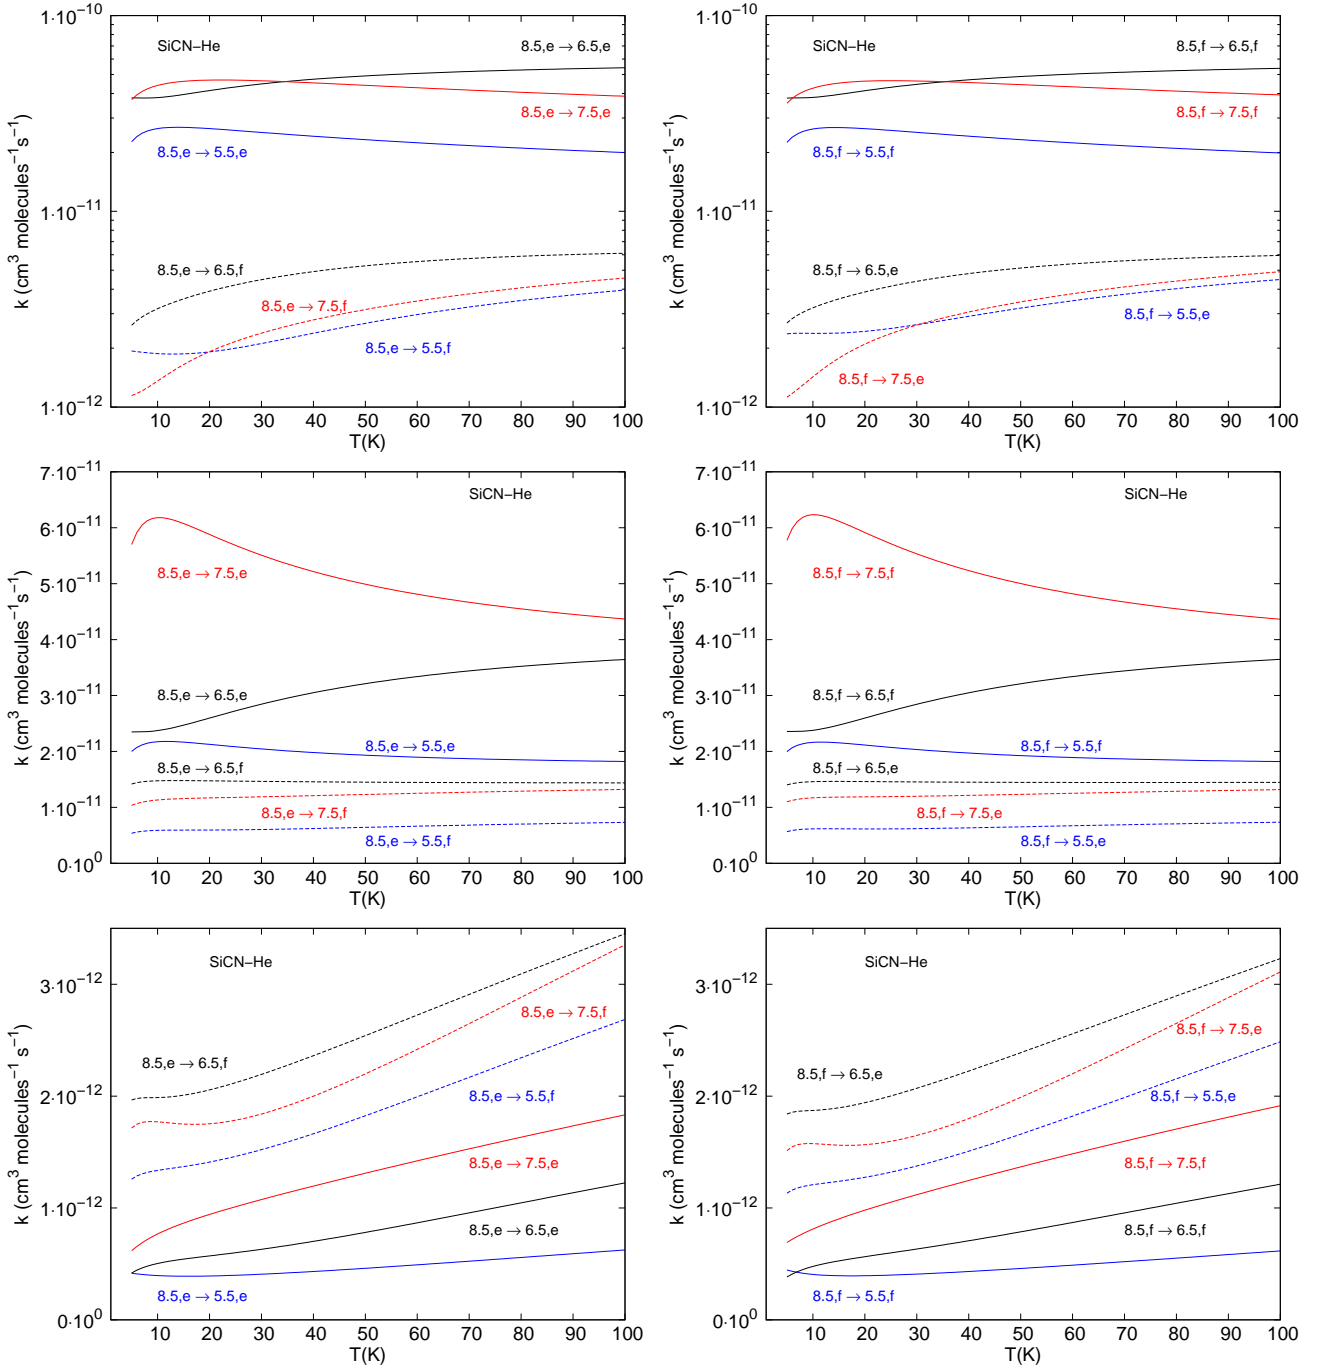 SiCN−He
8.5,e → 6.5,e
8.5,e → 7.5,e
8.5,e → 5.5,e
8.5,e → 6.5,f
8.5,e → 7.5,f
8.5,e → 5.5,f
1·10⁻¹⁰
1·10⁻¹¹
1·10⁻¹²
k (cm³ molecules⁻¹s⁻¹)
10 20 30 40 50 60 70 80 90 100
T(K)
SiCN−He
8.5,f → 6.5,f
8.5,f → 7.5,f
8.5,f → 5.5,f
8.5,f → 6.5,e
8.5,f → 5.5,e
8.5,f → 7.5,e
1·10⁻¹⁰
1·10⁻¹¹
1·10⁻¹²
k (cm³ molecules⁻¹s⁻¹)
10 20 30 40 50 60 70 80 90 100
T(K)
SiCN−He
8.5,e → 7.5,e
8.5,e → 6.5,e
8.5,e → 5.5,e
8.5,e → 6.5,f
8.5,e → 7.5,f
8.5,e → 5.5,f
7·10⁻¹¹
6·10⁻¹¹
5·10⁻¹¹
4·10⁻¹¹
3·10⁻¹¹
2·10⁻¹¹
1·10⁻¹¹
0·10⁰
k (cm³ molecules⁻¹s⁻¹)
10 20 30 40 50 60 70 80 90 100
T(K)
SiCN−He
8.5,f → 7.5,f
8.5,f → 6.5,f
8.5,f → 5.5,f
8.5,f → 6.5,e
8.5,f → 7.5,e
8.5,f → 5.5,e
7·10⁻¹¹
6·10⁻¹¹
5·10⁻¹¹
4·10⁻¹¹
3·10⁻¹¹
2·10⁻¹¹
1·10⁻¹¹
0·10⁰
k (cm³ molecules⁻¹s⁻¹)
10 20 30 40 50 60 70 80 90 100
T(K)
SiCN−He
8.5,e → 7.5,f
8.5,e → 6.5,f
8.5,e → 5.5,f
8.5,e → 7.5,e
8.5,e → 6.5,e
8.5,e → 5.5,e
3·10⁻¹²
2·10⁻¹²
1·10⁻¹²
0·10⁰
k (cm³ molecules⁻¹ s⁻¹)
10 20 30 40 50 60 70 80 90 100
T(K)
SiCN−He
8.5,f → 7.5,e
8.5,f → 6.5,e
8.5,f → 5.5,e
8.5,f → 7.5,f
8.5,f → 6.5,f
8.5,f → 5.5,f
3·10⁻¹²
2·10⁻¹²
1·10⁻¹²
0·10⁰
k (cm³ molecules⁻¹ s⁻¹)
10 20 30 40 50 60 70 80 90 100
T(K)